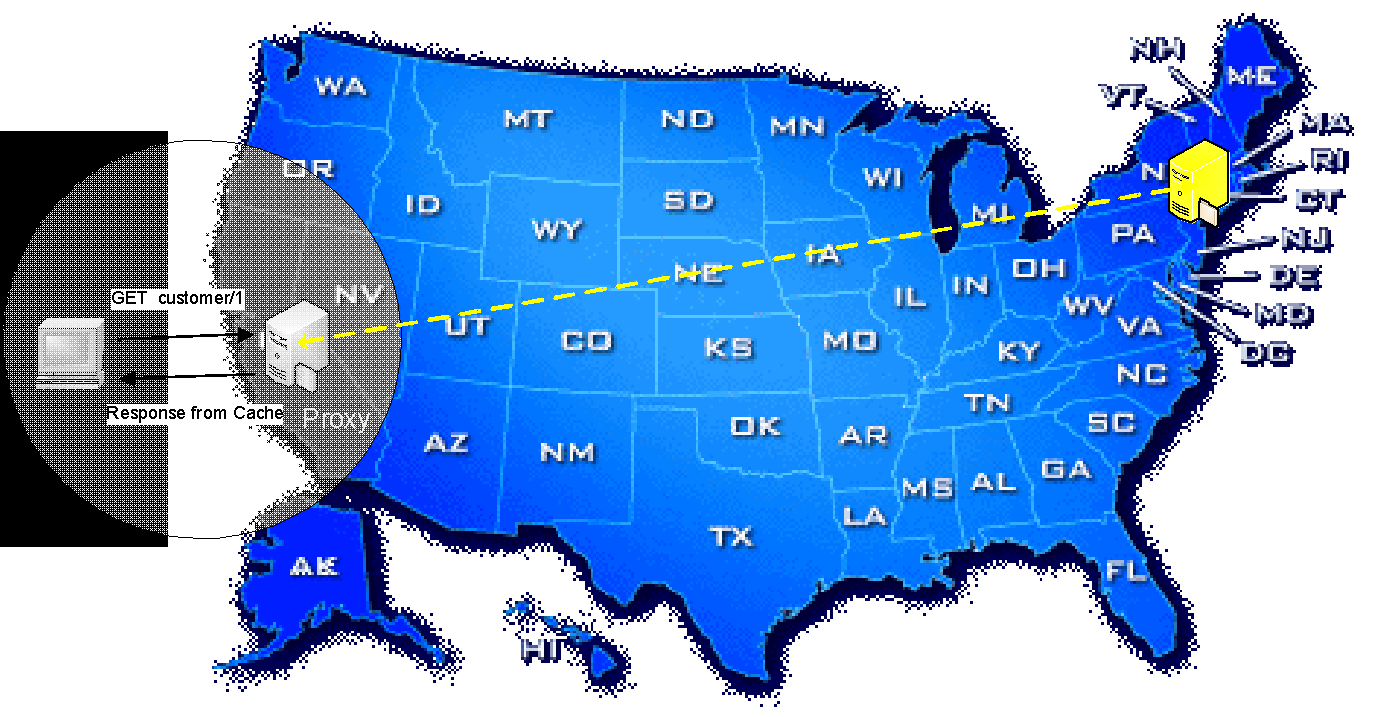 NH
ME
VT
WA
MT
ND
MN
MA
OR
RI
WI
N
ID
SD
CT
MI
WY
PA
NJ
IA
NE
OH
DE
IN
GET customer/1
NV
IL
WV
MD
UT
VA
CO
KS
MO
KY
DC
NC
TN
Response from Cache
Proxy
SC
OK
AR
AZ
NM
GA
MS
AL
LA
TX
AK
FL
HI